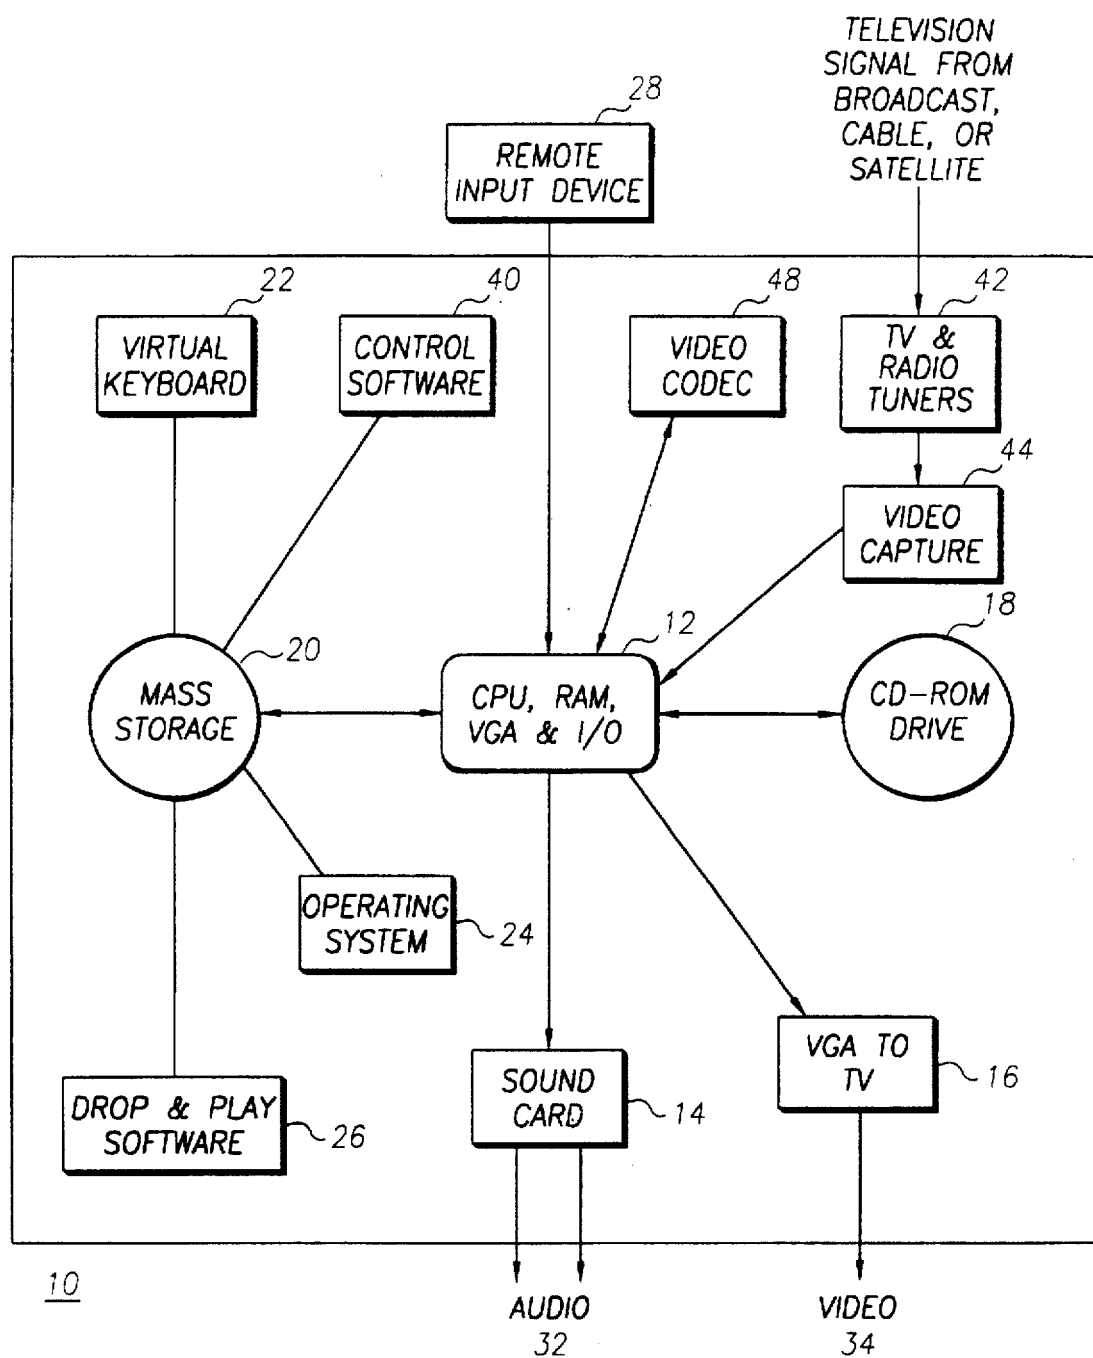 TELEVISION
SIGNAL FROM
BROADCAST,
CABLE, OR
SATELLITE
28
REMOTE
INPUT DEVICE
22
VIRTUAL
KEYBOARD
40
CONTROL
SOFTWARE
48
VIDEO
CODEC
42
TV &
RADIO
TUNERS
44
VIDEO
CAPTURE
20
MASS
STORAGE
12
CPU, RAM,
VGA & I/O
18
CD-ROM
DRIVE
OPERATING
SYSTEM
24
DROP & PLAY
SOFTWARE
26
SOUND
CARD
14
VGA TO
TV
16
10
AUDIO
32
VIDEO
34